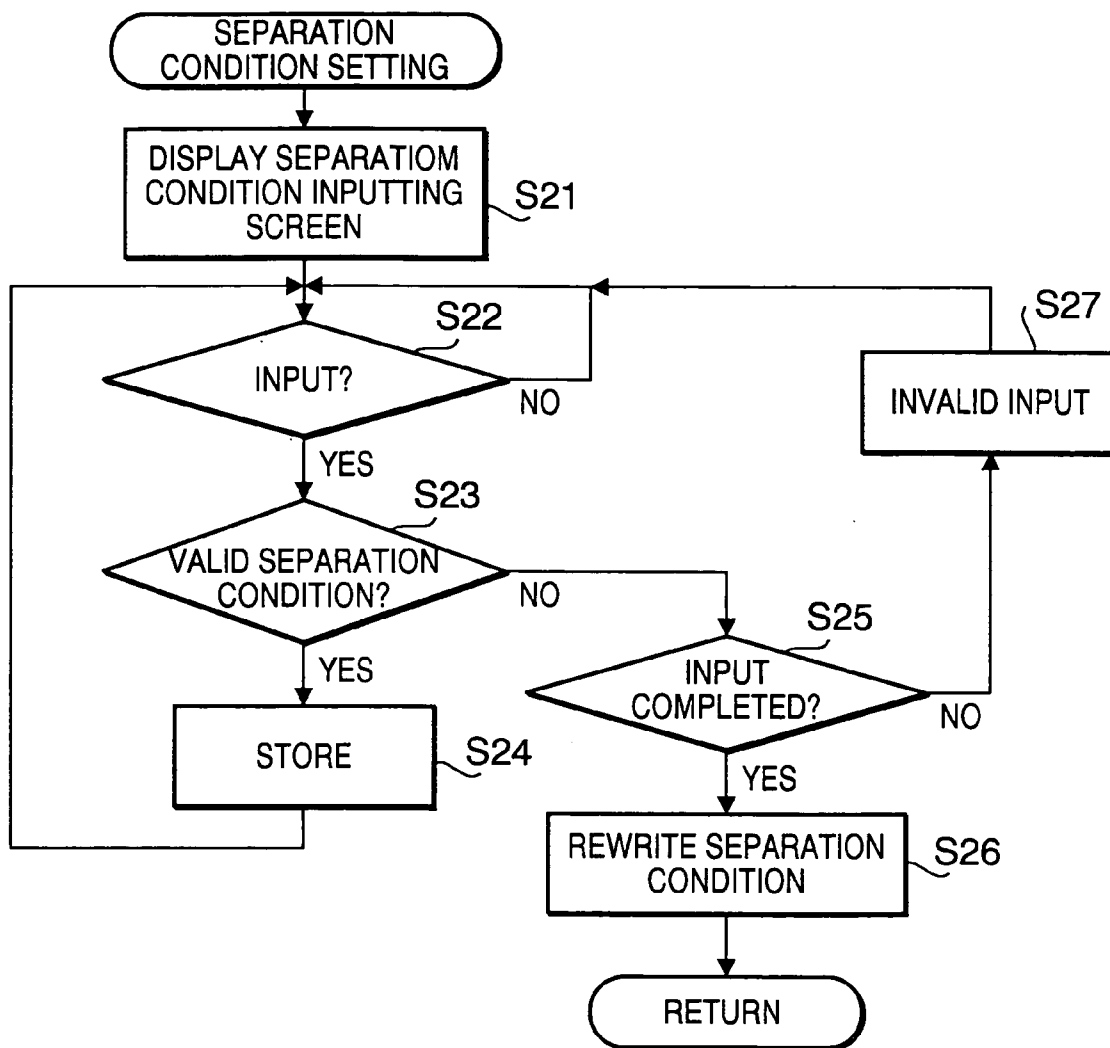 SEPARATION
CONDITION SETTING
DISPLAY SEPARATIOM
CONDITION INPUTTING
SCREEN
S21
S22
INPUT?
NO
YES
S27
INVALID INPUT
S23
VALID SEPARATION
CONDITION?
NO
YES
S25
INPUT
COMPLETED?
NO
YES
STORE
S24
REWRITE SEPARATION
CONDITION
S26
RETURN